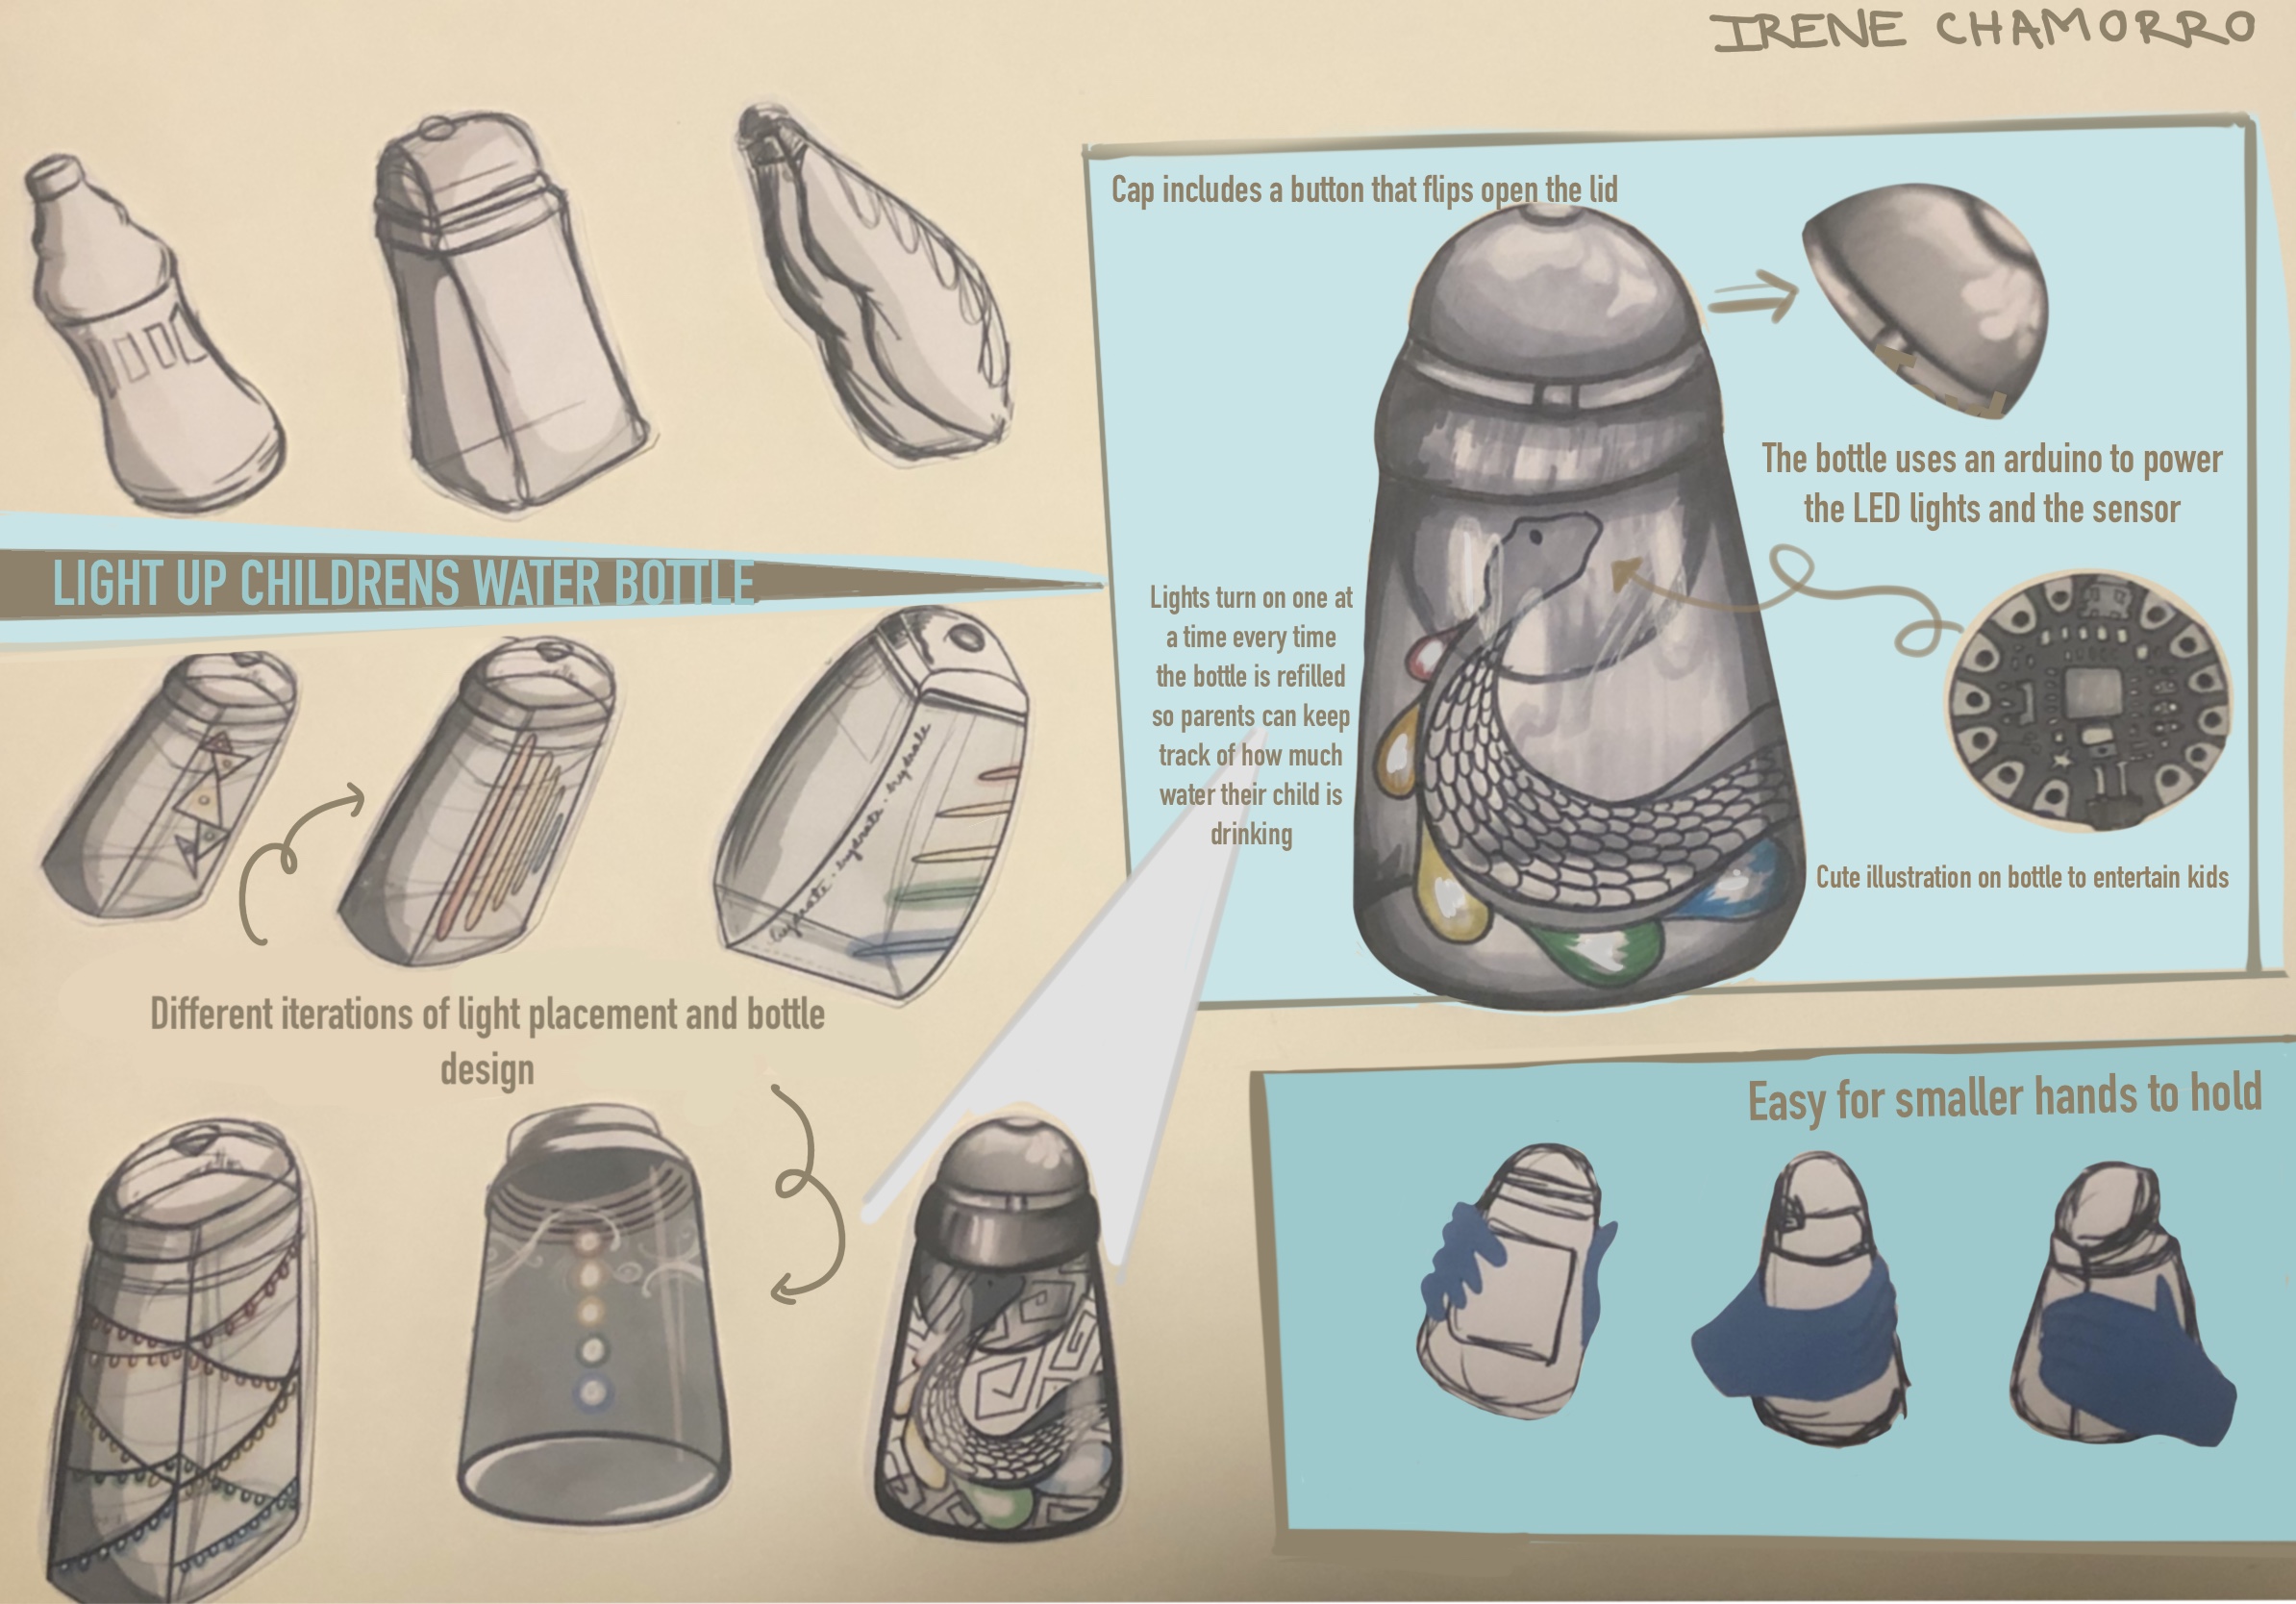 IRENE CHAMORRO
Cap includes a button that flips open the lid
The bottle uses an arduino to power
the LED lights and the sensor
LIGHT UP CHILDRENS WATER BOTTLE
Lights turn on one at
a time every time
the bottle is refilled
so parents can keep
track of how much
water their child is
drinking
Cute illustration on bottle to entertain kids
hydrate · hydrate · hydrate
Different iterations of light placement and bottle
design
Easy for smaller hands to hold